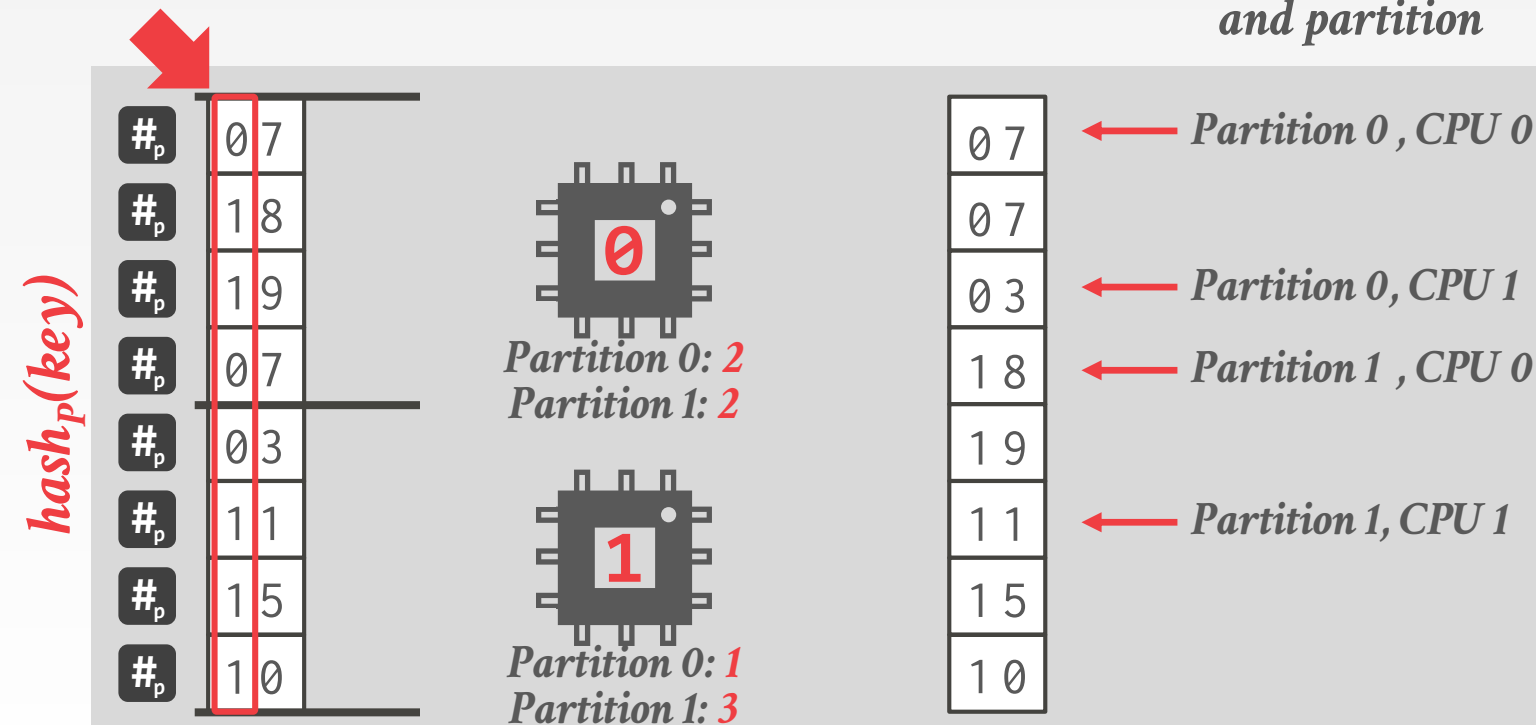 and partition
hashp(key)
#p 07
#p 18
#p 19
#p 07
#p 03
#p 11
#p 15
#p 10
0
Partition 0: 2
Partition 1: 2
1
Partition 0: 1
Partition 1: 3
07
07
03
18
19
11
15
10
Partition 0 , CPU 0
Partition 0, CPU 1
Partition 1 , CPU 0
Partition 1, CPU 1